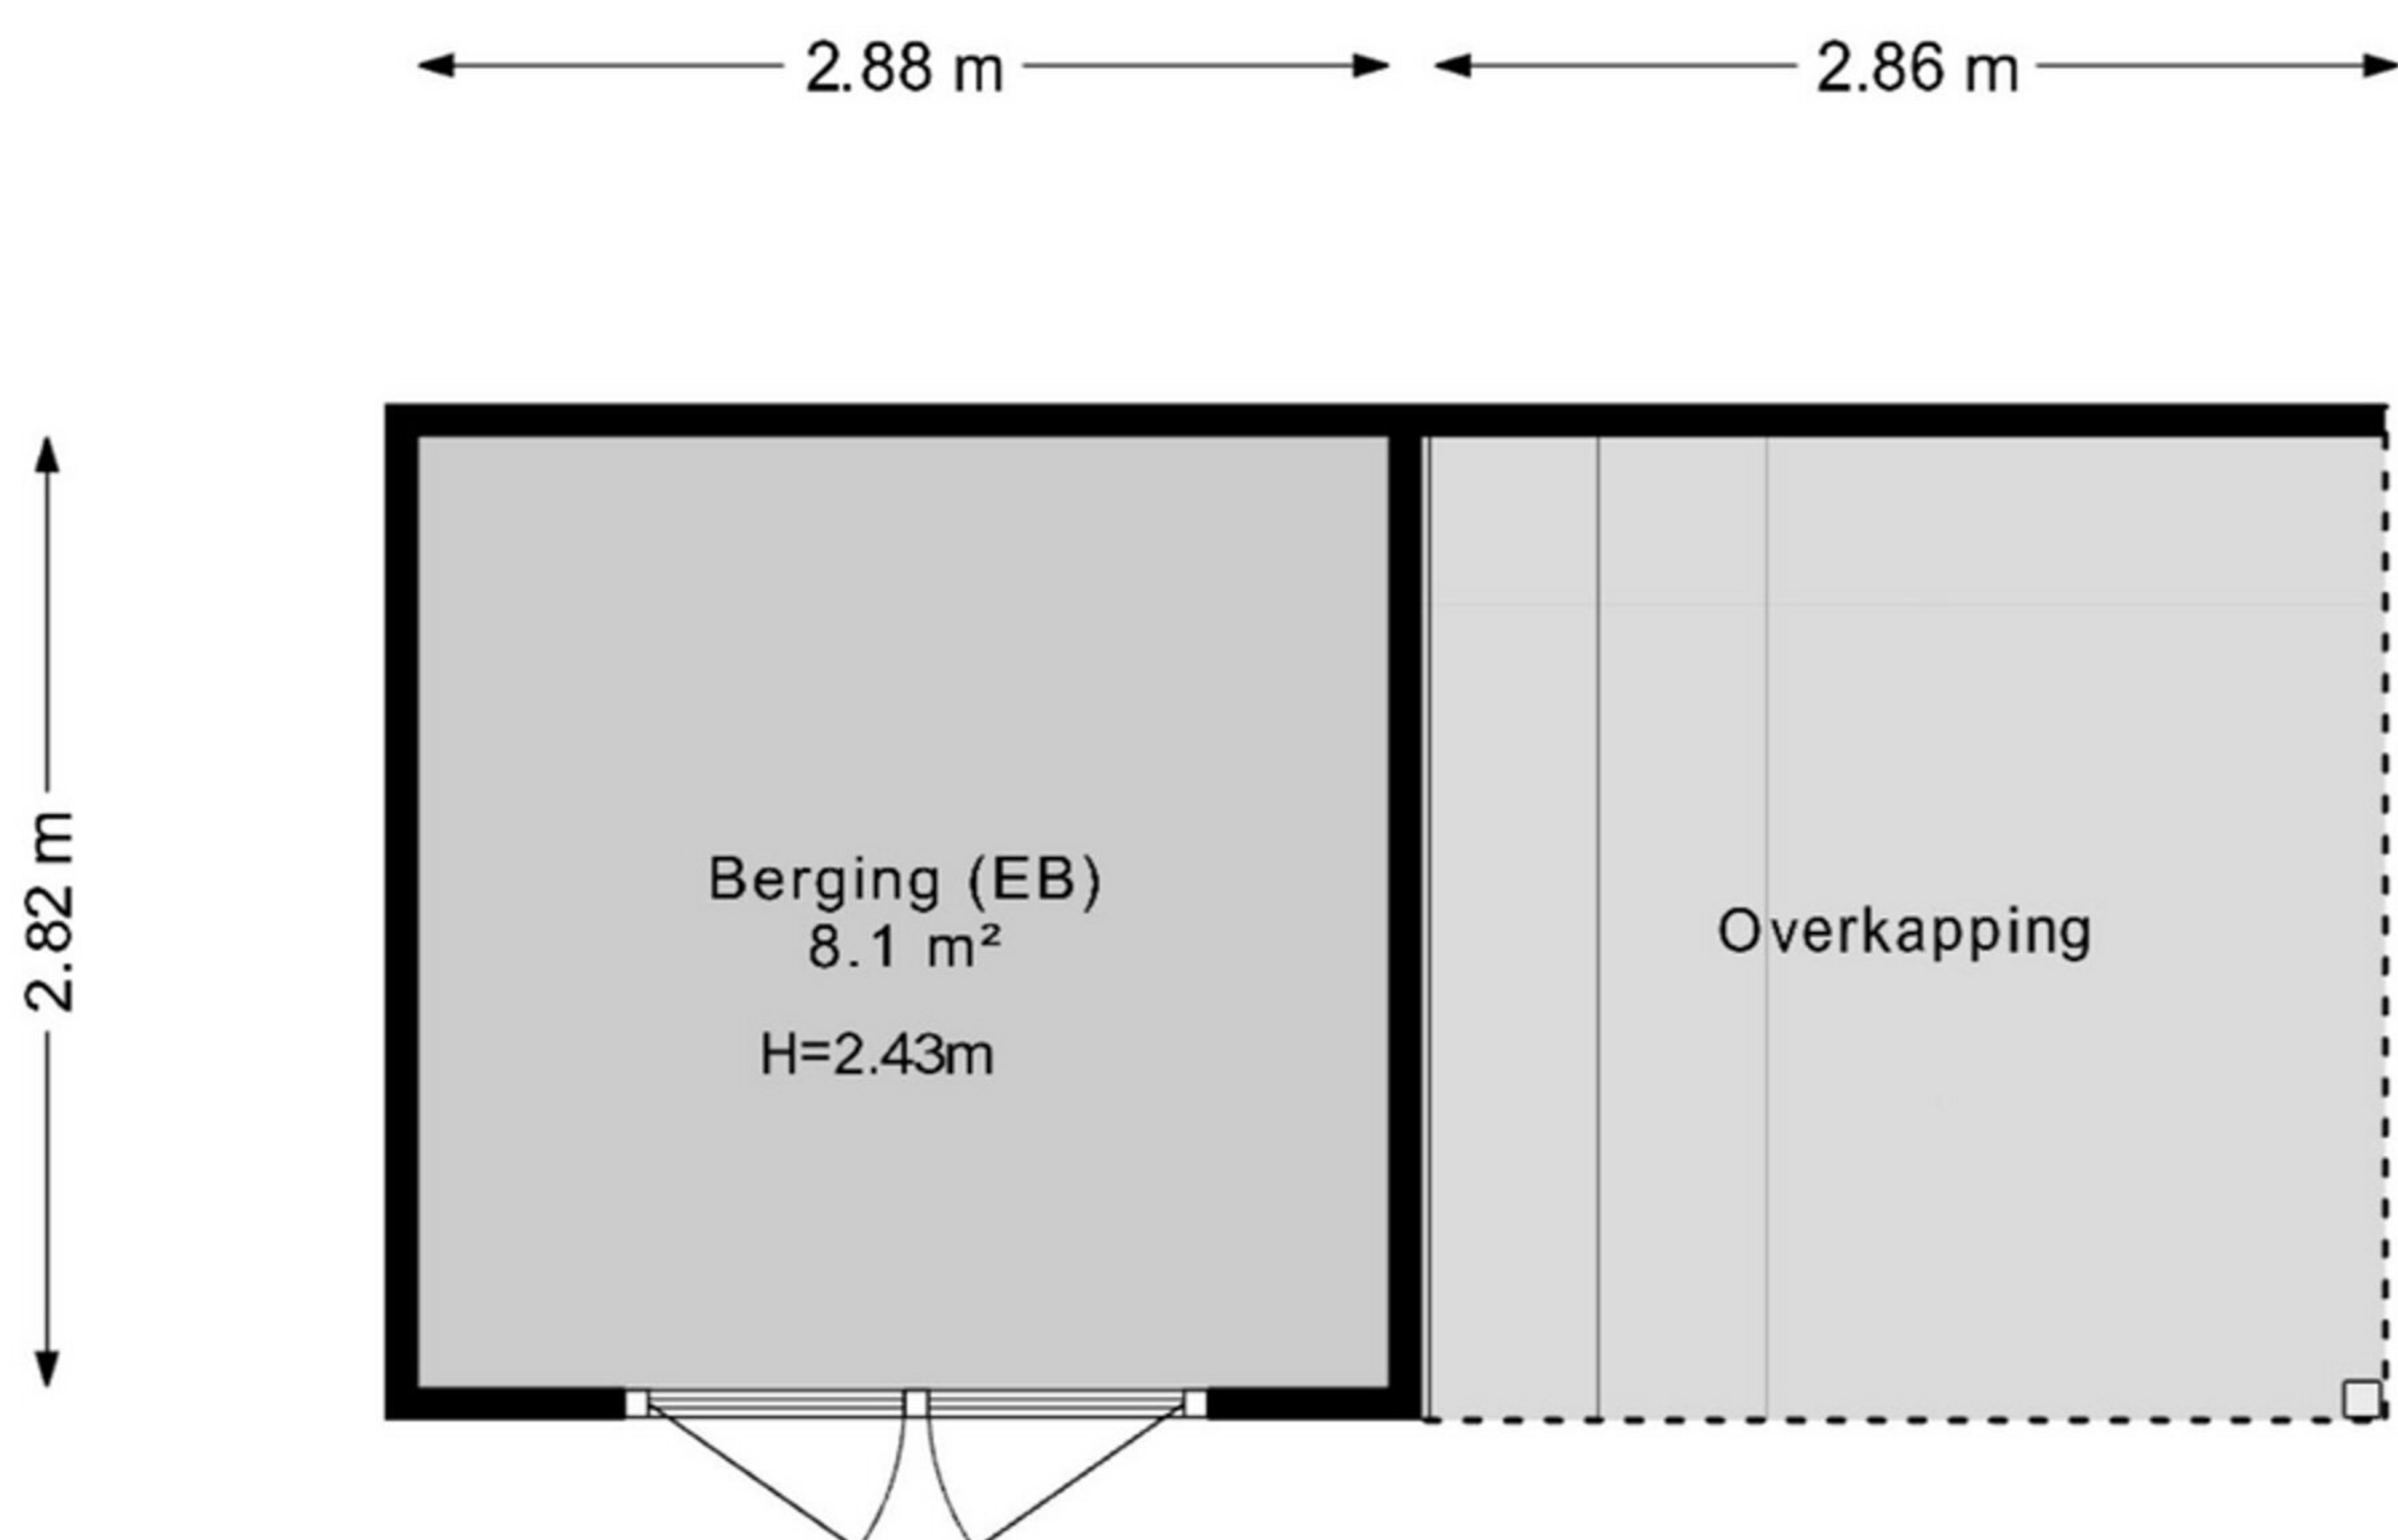 2.88 m
2.86 m
2.82 m
Berging (EB)
8.1 m²
H=2.43m
Overkapping